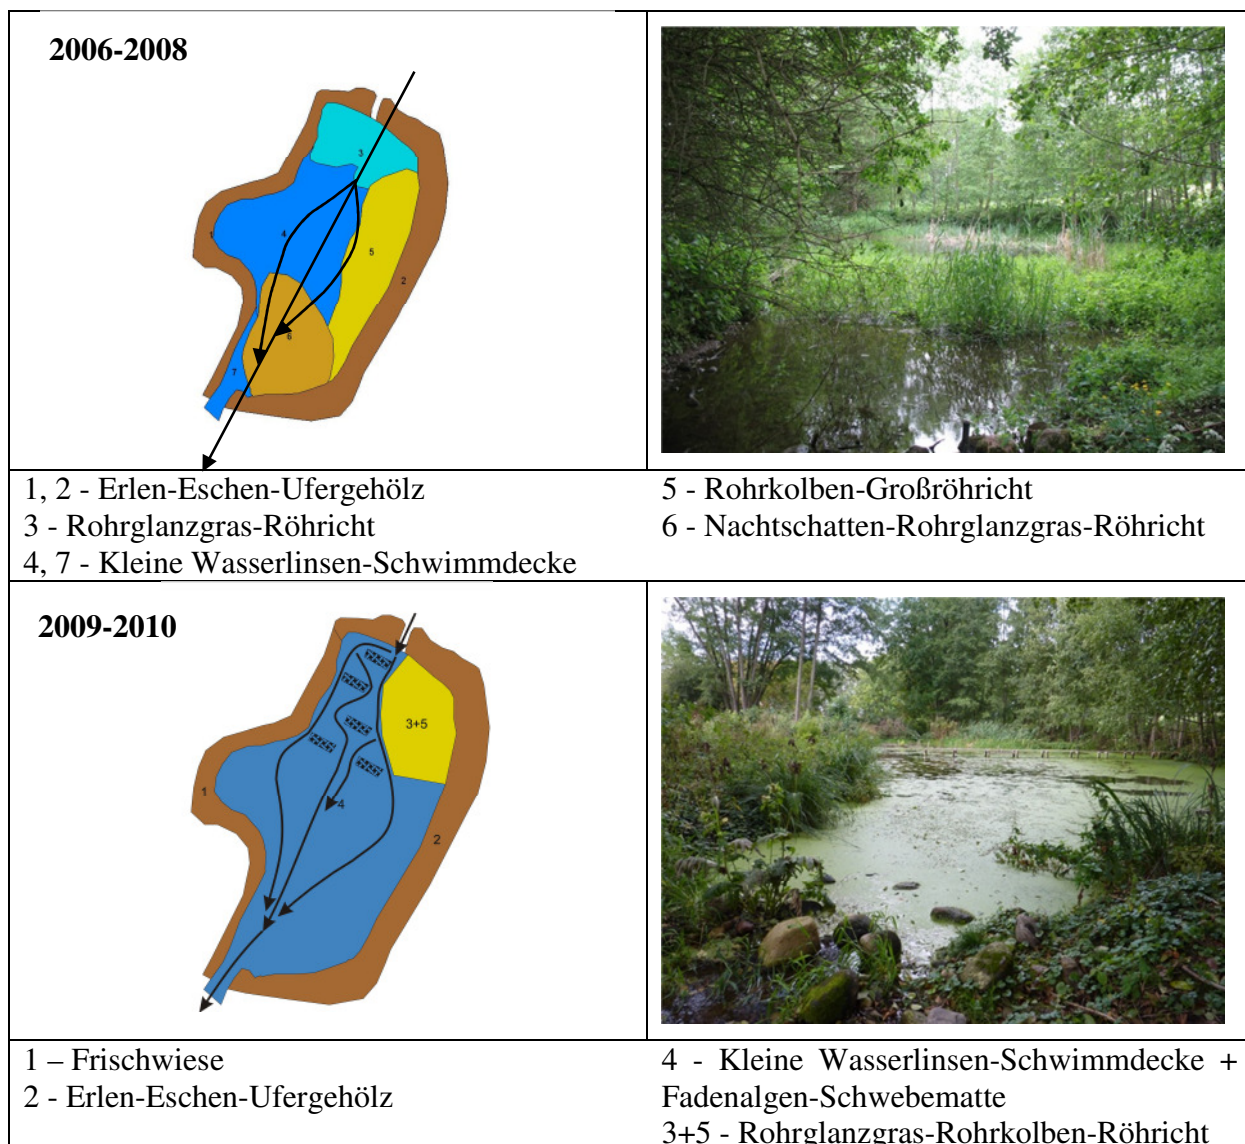 2006-2008
3
1
4
5
2
6
7
1, 2 - Erlen-Eschen-Ufergehölz
3 - Rohrglanzgras-Röhricht
4, 7 - Kleine Wasserlinsen-Schwimmdecke
5 - Rohrkolben-Großröhricht
6 - Nachtschatten-Rohrglanzgras-Röhricht
2009-2010
3+5
1
4
2
1 – Frischwiese
2 - Erlen-Eschen-Ufergehölz
4 - Kleine Wasserlinsen-Schwimmdecke +
Fadenalgen-Schwebematte
3+5 - Rohrglanzgras-Rohrkolben-Röhricht